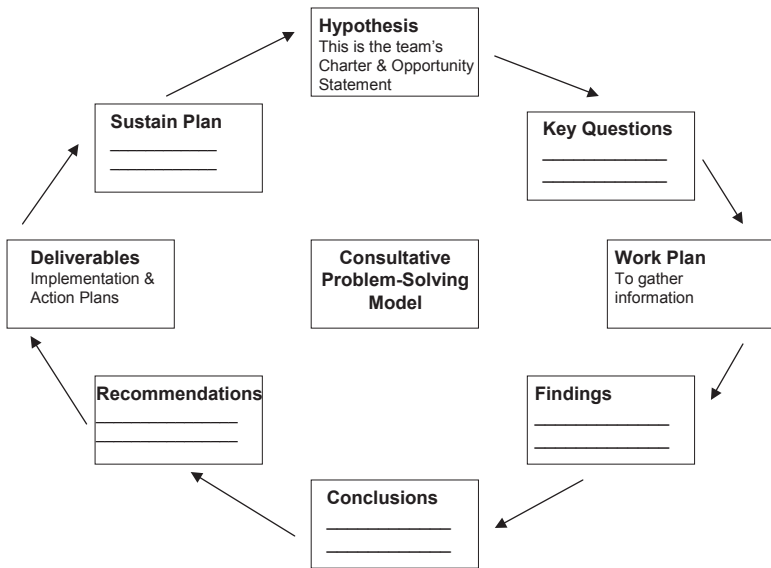 Hypothesis
This is the team's
Charter & Opportunity
Statement
Sustain Plan
Key Questions
Deliverables
Implementation &
Action Plans
Consultative
Problem-Solving
Model
Work Plan
To gather
information
Recommendations
Findings
Conclusions